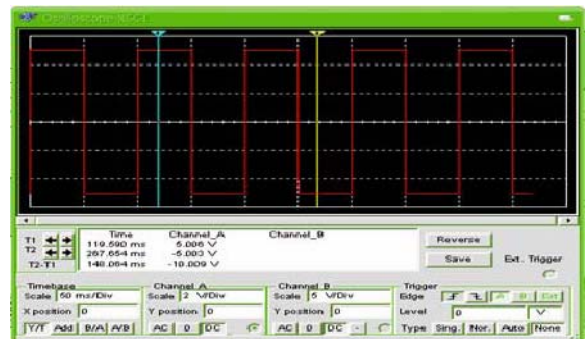 Oscilloscope-XSC1
Time Channel_A Channel_B
T1 119.590 ms 5.006 V
T2 267.654 ms -5.003 V
T2-T1 148.064 ms -10.009 V
Reverse
Save
Ext. Trigger
Timebase
Scale 50 ms/Div
X position 0
Y/T Add B/A A/B
Channel A
Scale 2 V/Div
Y position 0
AC 0 DC
Channel B
Scale 5 V/Div
Y position 0
AC 0 DC -
Trigger
Edge A B Ext
Level 0 V
Type Sing. Nor. Auto None